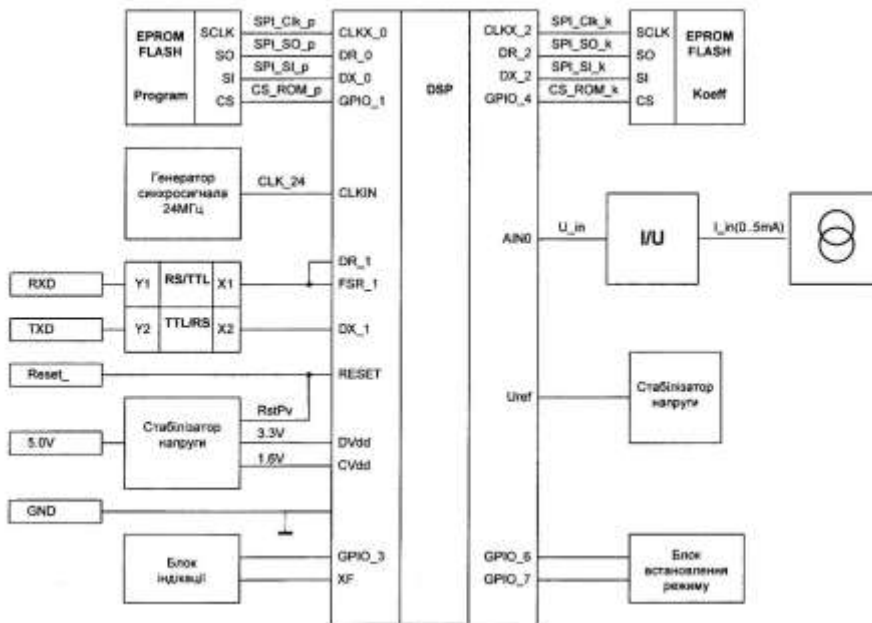 EPROM
FLASH
Program
SCLK
SO
SI
CS
SPI_Clk_p
SPI_SO_p
SPI_SI_p
CS_ROM_p
CLKX_0
DR_0
DX_0
GPIO_1
DSP
CLKX_2
DR_2
DX_2
GPIO_4
SPI_Clk_k
SPI_SO_k
SPI_SI_k
CS_ROM_k
SCLK
SO
SI
CS
EPROM
FLASH
Koeff
Генератор
синхросигнала
24МГц
CLK_24
CLKIN
AIN0
U_in
I/U
I_in(0..5mA)
RXD
Y1
RS/TTL
X1
DR_1
FSR_1
TXD
Y2
TTL/RS
X2
DX_1
Reset_
RESET
5.0V
Стабілізатор
напруги
RstPv
3.3V
1.6V
DVdd
CVdd
Uref
Стабілізатор
напруги
GND
Блок
індикації
GPIO_3
XF
GPIO_6
GPIO_7
Блок
встановлення
режиму